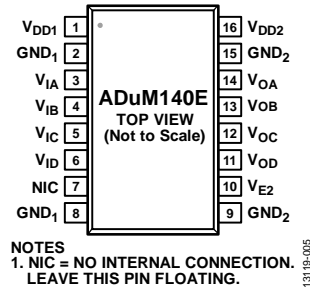 VDD1 1 16 VDD2
GND1 2 15 GND2
VIA 3 14 VOA
VIB 4 ADuM140E 13 VOB
TOP VIEW
VIC 5 (Not to Scale) 12 VOC
VID 6 11 VOD
NIC 7 10 VE2
GND1 8 9 GND2
NOTES
1. NIC = NO INTERNAL CONNECTION.
LEAVE THIS PIN FLOATING.
13119-005